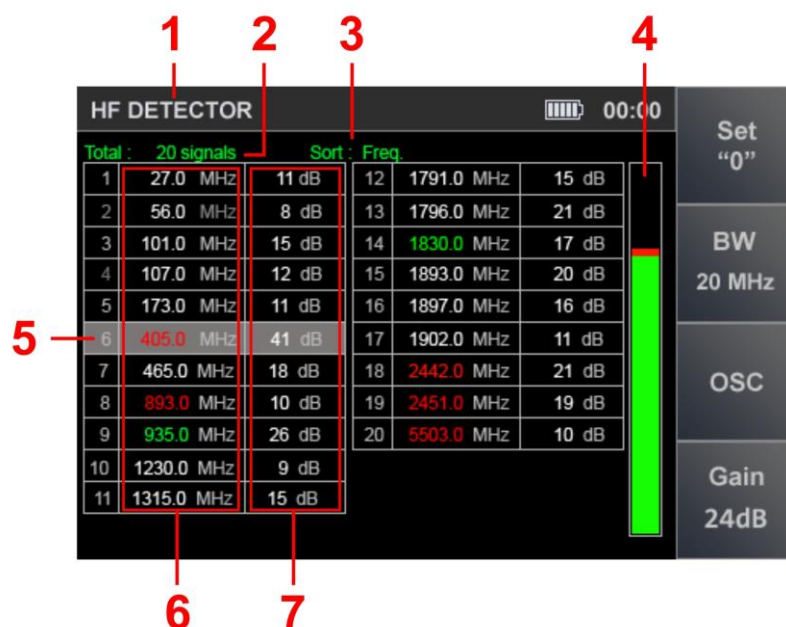 1 2 3 4
HF DETECTOR 00:00
Total : 20 signals Sort : Freq.
1 27.0 MHz 11 dB 12 1791.0 MHz 15 dB
2 56.0 MHz 8 dB 13 1796.0 MHz 21 dB
3 101.0 MHz 15 dB 14 1830.0 MHz 17 dB
4 107.0 MHz 12 dB 15 1893.0 MHz 20 dB
5 173.0 MHz 11 dB 16 1897.0 MHz 16 dB
5 6 405.0 MHz 41 dB 17 1902.0 MHz 11 dB
7 465.0 MHz 18 dB 18 2442.0 MHz 21 dB
8 893.0 MHz 10 dB 19 2451.0 MHz 19 dB
9 935.0 MHz 26 dB 20 5503.0 MHz 10 dB
10 1230.0 MHz 9 dB
11 1315.0 MHz 15 dB
Set
“0”
BW
20 MHz
OSC
Gain
24dB
6 7